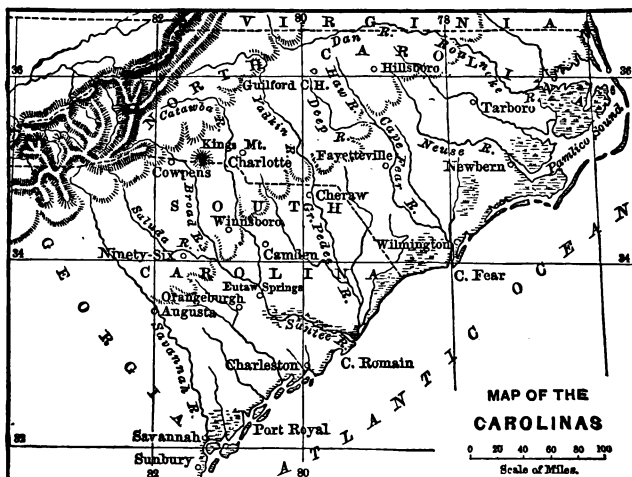 82
80
78
VIRGINIA
Dan R.
Roanoke R.
NORTH CAROLINA
36
36
Hillsboro
Guilford C.H.
Haw R.
Catawba
Yadkin R.
Deep R.
Tarboro
Kings Mt.
Charlotte
Cape Fear R.
Neuse R.
Pamlico Sound
Cowpens
Fayetteville
Newbern
Broad R.
Cheraw
SOUTH
Saluda R.
Winnsboro
Gr. Pedee R.
Wilmington
Ninety-Six
Camden
34
34
CAROLINA
C. Fear
Eutaw Springs
Orangeburgh
Augusta
Santee R.
GEORGIA
Savannah R.
Charleston
C. Romain
ATLANTIC OCEAN
Savannah
Port Royal
Sunbury
82
80
MAP OF THE
CAROLINAS
0 20 40 60 80 100
Scale of Miles.